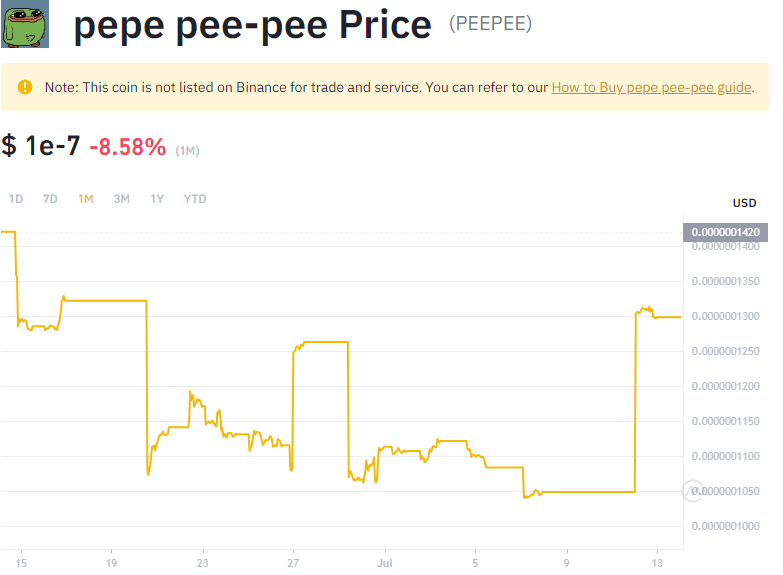 pepe pee-pee Price (PEEPEE)
Note: This coin is not listed on Binance for trade and service. You can refer to our How to Buy pepe pee-pee guide.
$ 1e-7 -8.58% (1M)
1D 7D 1M 3M 1Y YTD
USD
0.0000001420
0.0000001400
0.0000001350
0.0000001300
0.0000001250
0.0000001200
0.0000001150
0.0000001100
0.0000001050
0.0000001000
15 19 23 27 Jul 5 9 13